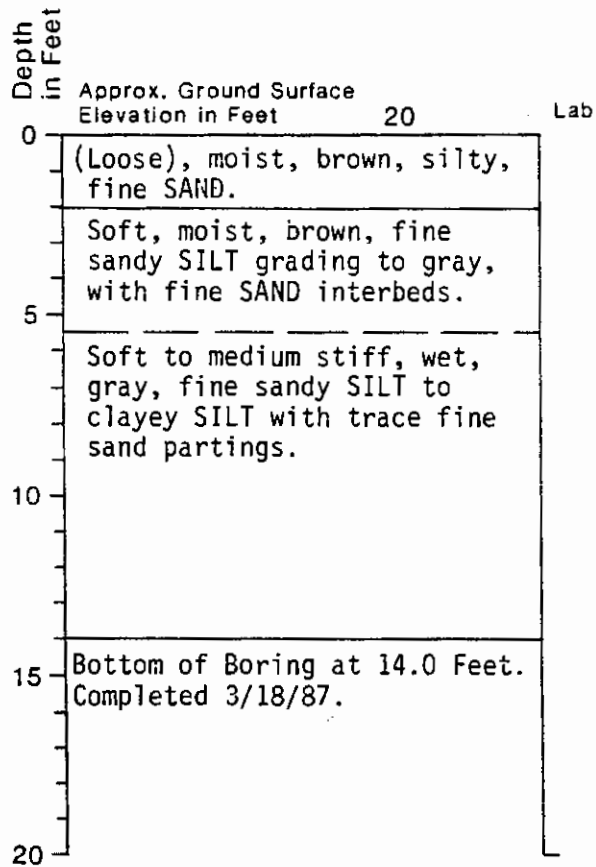 Depth
in Feet
Approx. Ground Surface
Elevation in Feet 20 Lab
0
(Loose), moist, brown, silty,
fine SAND.
Soft, moist, brown, fine
sandy SILT grading to gray,
with fine SAND interbeds.
5
Soft to medium stiff, wet,
gray, fine sandy SILT to
clayey SILT with trace fine
sand partings.
10
Bottom of Boring at 14.0 Feet.
15
Completed 3/18/87.
20